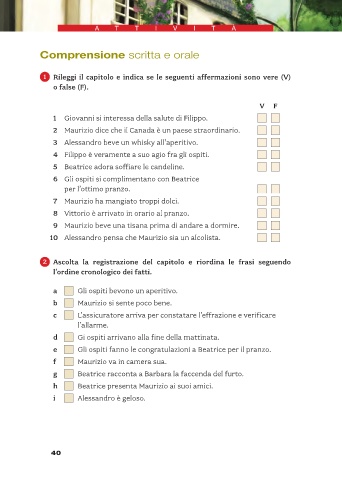 ATTIVITÀ
Comprensione scritta e orale
1 Rileggi il capitolo e indica se le seguenti affermazioni sono vere (V)
o false (F).
V F
1 Giovanni si interessa della salute di Filippo.
2 Maurizio dice che il Canada è un paese straordinario.
3 Alessandro beve un whisky all'aperitivo.
4 Filippo è veramente a suo agio fra gli ospiti.
5 Beatrice adora soffiare le candeline.
6 Gli ospiti si complimentano con Beatrice
per l'ottimo pranzo.
7 Maurizio ha mangiato troppi dolci.
8 Vittorio è arrivato in orario al pranzo.
9 Maurizio beve una tisana prima di andare a dormire.
10 Alessandro pensa che Maurizio sia un alcolista.
2 Ascolta la registrazione del capitolo e riordina le frasi seguendo
l'ordine cronologico dei fatti.
a Gli ospiti bevono un aperitivo.
b Maurizio si sente poco bene.
c L'assicuratore arriva per constatare l'effrazione e verificare
l'allarme.
d Gi ospiti arrivano alla fine della mattinata.
e Gli ospiti fanno le congratulazioni a Beatrice per il pranzo.
f Maurizio va in camera sua.
g Beatrice racconta a Barbara la faccenda del furto.
h Beatrice presenta Maurizio ai suoi amici.
i Alessandro è geloso.
40